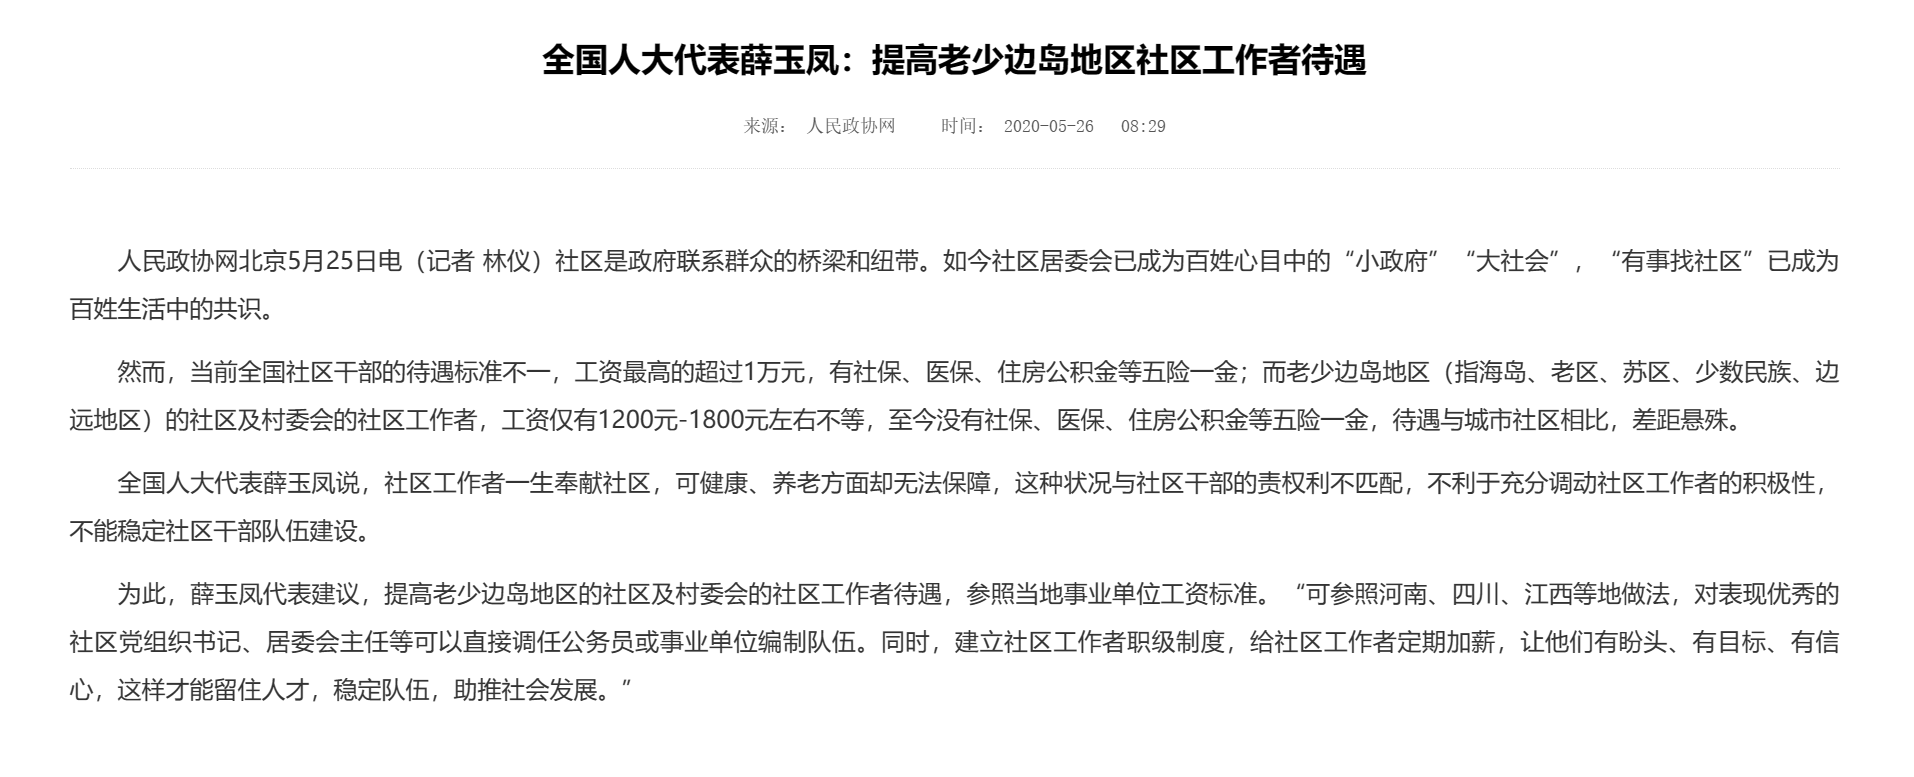 全国人大代表薛玉凤：提高老少边岛地区社区工作者待遇
来源： 人民政协网 时间： 2020-05-26 08:29
人民政协网北京5月25日电（记者 林仪）社区是政府联系群众的桥梁和纽带。如今社区居委会已成为百姓心目中的“小政府”“大社会”，“有事找社区”已成为
百姓生活中的共识。
然而，当前全国社区干部的待遇标准不一，工资最高的超过1万元，有社保、医保、住房公积金等五险一金；而老少边岛地区（指海岛、老区、苏区、少数民族、边
远地区）的社区及村委会的社区工作者，工资仅有1200元-1800元左右不等，至今没有社保、医保、住房公积金等五险一金，待遇与城市社区相比，差距悬殊。
全国人大代表薛玉凤说，社区工作者一生奉献社区，可健康、养老方面却无法保障，这种状况与社区干部的责权利不匹配，不利于充分调动社区工作者的积极性，
不能稳定社区干部队伍建设。
为此，薛玉凤代表建议，提高老少边岛地区的社区及村委会的社区工作者待遇，参照当地事业单位工资标准。“可参照河南、四川、江西等地做法，对表现优秀的
社区党组织书记、居委会主任等可以直接调任公务员或事业单位编制队伍。同时，建立社区工作者职级制度，给社区工作者定期加薪，让他们有盼头、有目标、有信
心，这样才能留住人才，稳定队伍，助推社会发展。”